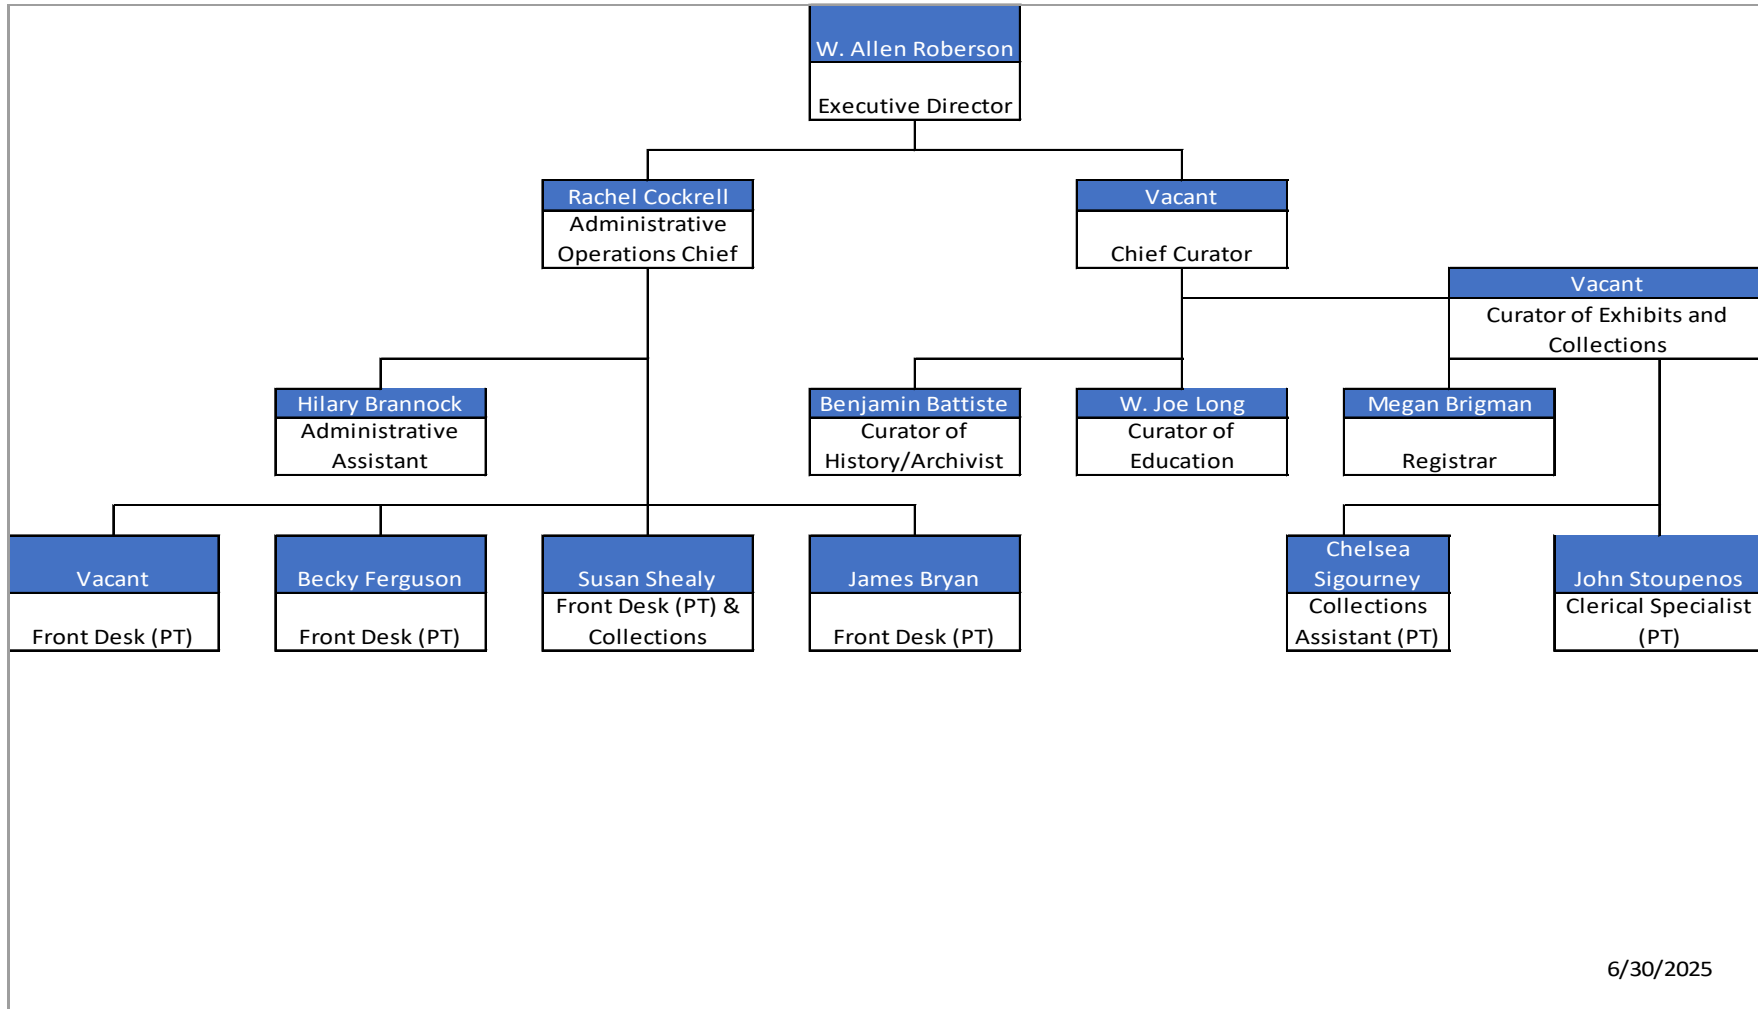 W. Allen Roberson
Executive Director
Rachel Cockrell
Administrative
Operations Chief
Vacant
Chief Curator
Vacant
Curator of Exhibits and
Collections
Hilary Brannock
Administrative
Assistant
Benjamin Battiste
Curator of
History/Archivist
W. Joe Long
Curator of
Education
Megan Brigman
Registrar
Vacant
Front Desk (PT)
Becky Ferguson
Front Desk (PT)
Susan Shealy
Front Desk (PT) &
Collections
James Bryan
Front Desk (PT)
Chelsea
Sigourney
Collections
Assistant (PT)
John Stoupenos
Clerical Specialist
(PT)
6/30/2025